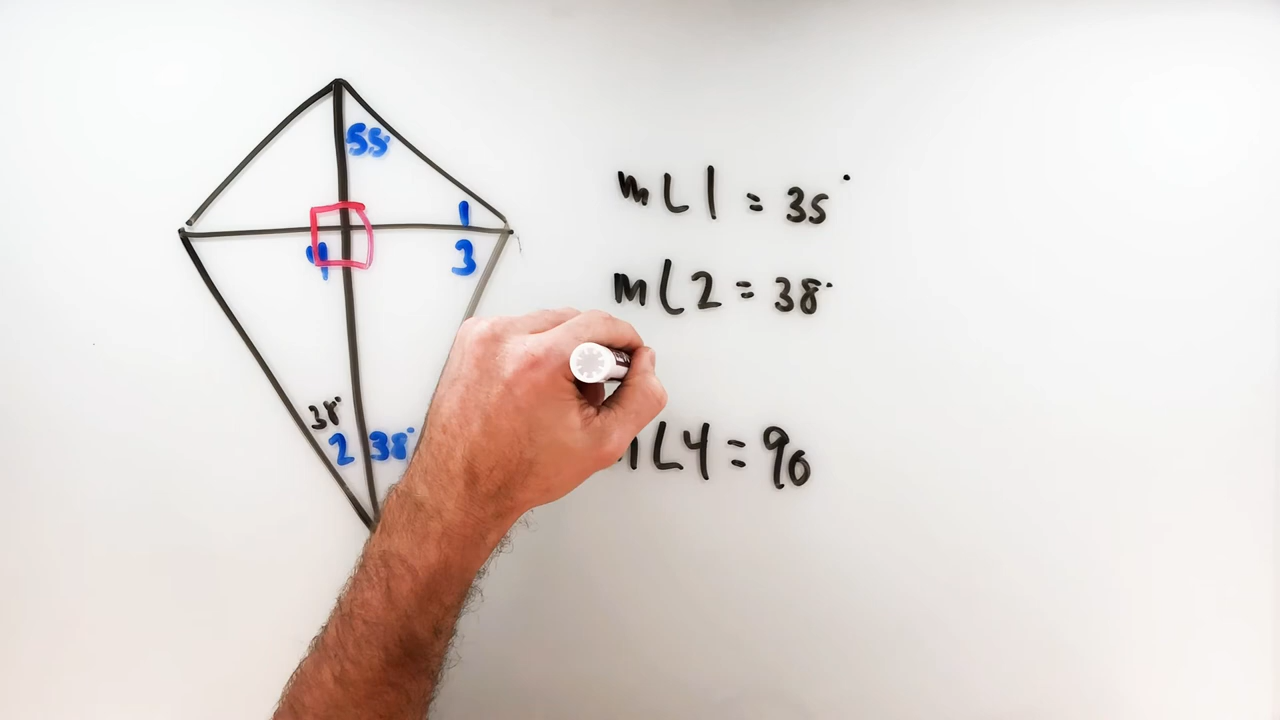 55°
1
4
3
38°
2 38°
m∠1 = 35°
m∠2 = 38°
∠4 = 90